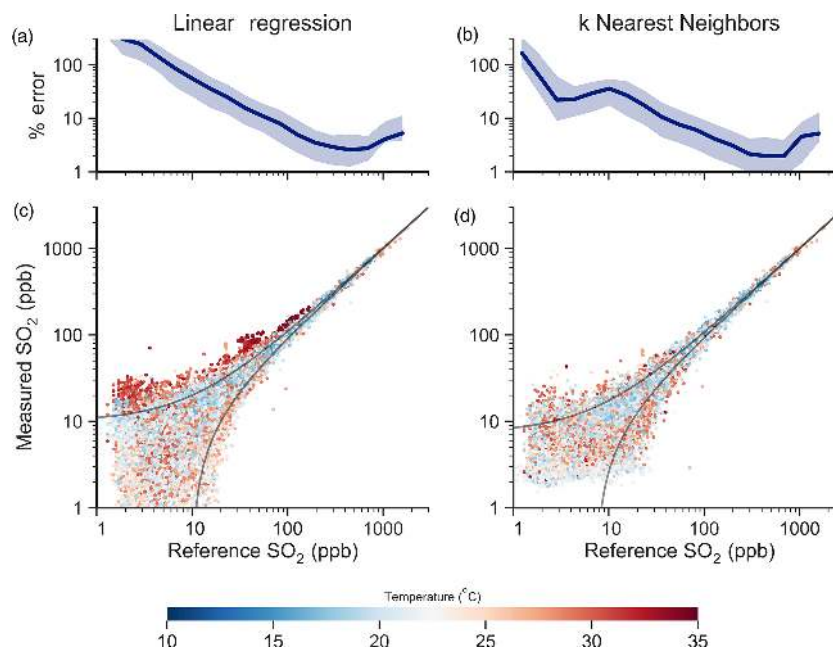 Linear regression
k Nearest Neighbors
(a)
(b)
% error
100
10
1
100
10
1
(c)
(d)
Measured SO2 (ppb)
1000
100
10
1
1000
100
10
1
1 10 100 1000
1 10 100 1000
Reference SO2 (ppb)
Reference SO2 (ppb)
Temperature (°C)
10 15 20 25 30 35